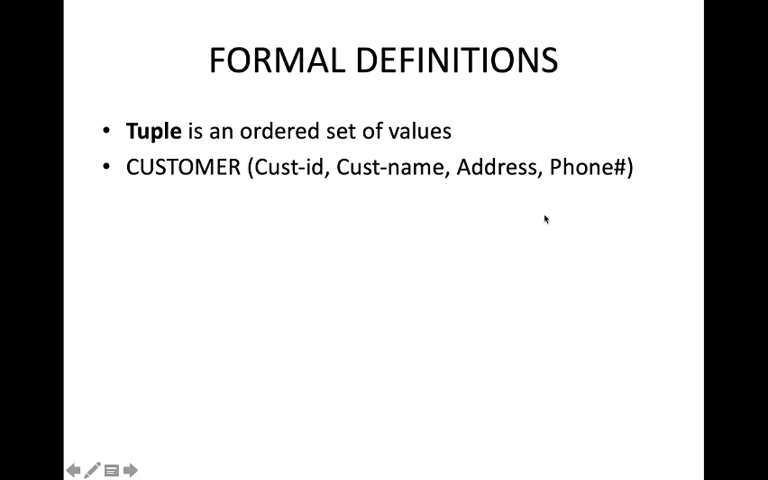 FORMAL DEFINITIONS
• Tuple is an ordered set of values
• CUSTOMER (Cust-id, Cust-name, Address, Phone#)